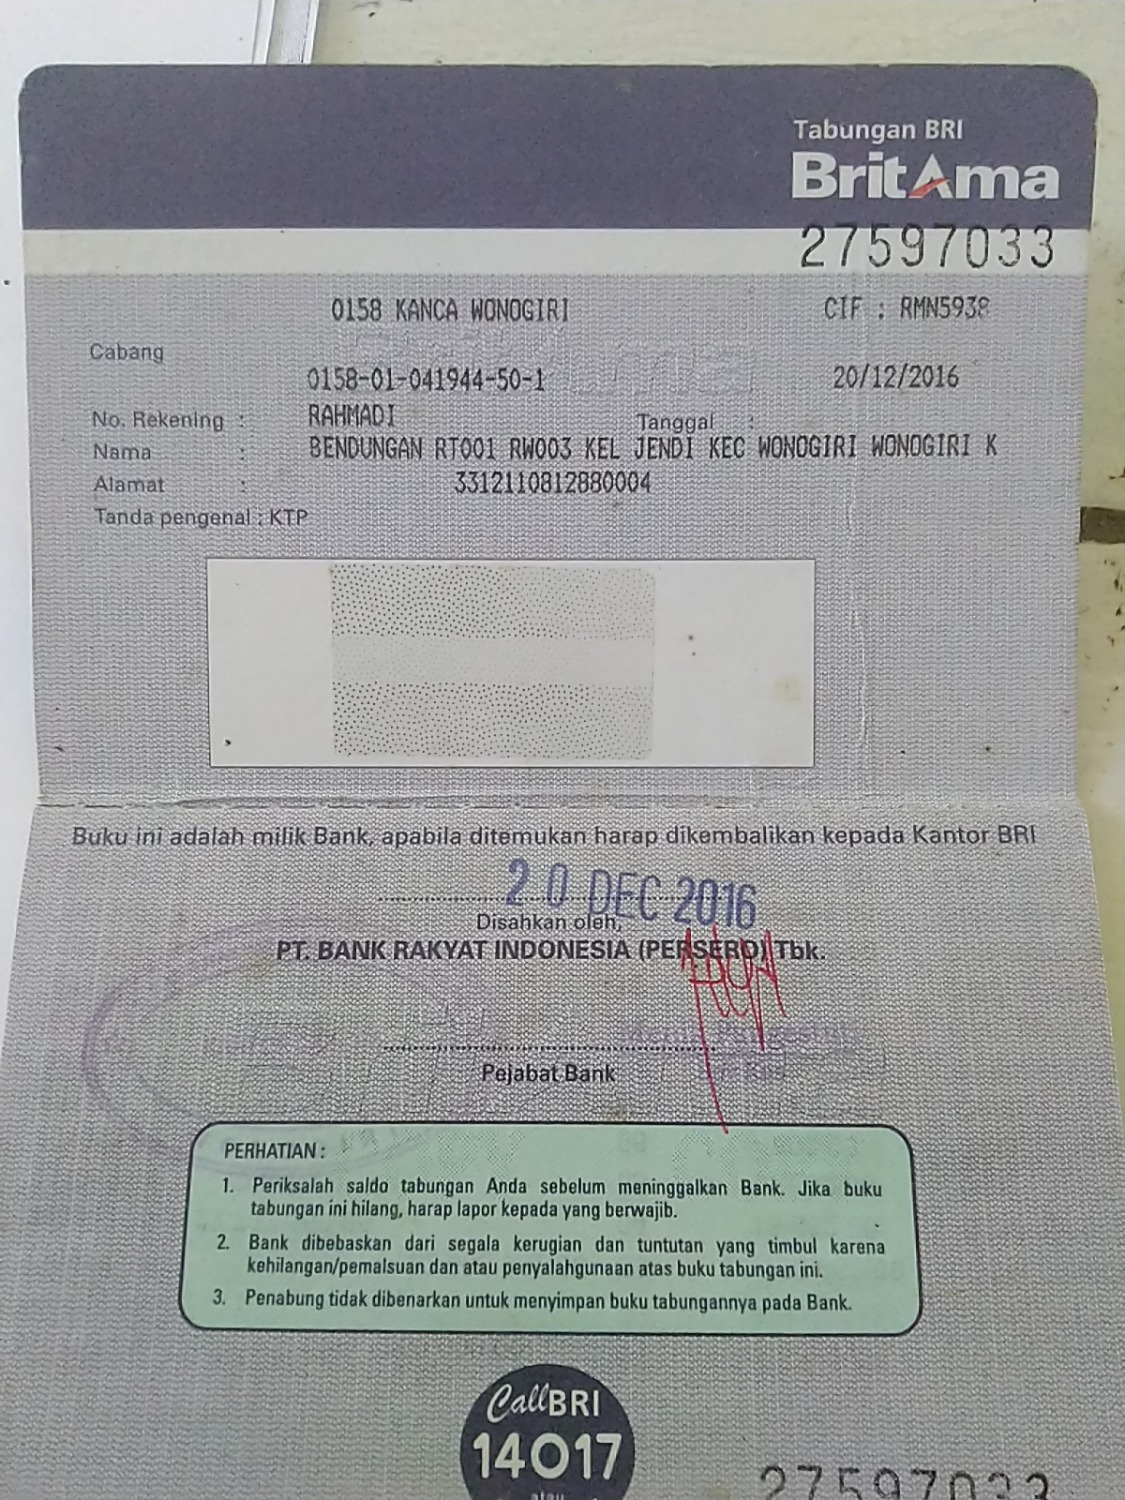 Tabungan BRI
BritAma
27597033
0158 KANCA WONOGIRI CIF : RMN5938
Cabang
0158-01-041944-50-1 20/12/2016
No. Rekening : RAHMADI Tanggal :
Nama : BENDUNGAN RT001 RW003 KEL JENDI KEC WONOGIRI WONOGIRI K
Alamat : 3312110812880004
Tanda pengenal : KTP
Buku ini adalah milik Bank, apabila ditemukan harap dikembalikan kepada Kantor BRI
20 DEC 2016
Disahkan oleh,
PT. BANK RAKYAT INDONESIA (PERSERO) Tbk.
Pejabat Bank
PERHATIAN :
1. Periksalah saldo tabungan Anda sebelum meninggalkan Bank. Jika buku
tabungan ini hilang, harap lapor kepada yang berwajib.
2. Bank dibebaskan dari segala kerugian dan tuntutan yang timbul karena
kehilangan/pemalsuan dan atau penyalahgunaan atas buku tabungan ini.
3. Penabung tidak dibenarkan untuk menyimpan buku tabungannya pada Bank.
CallBRI
14017
atau
27597033